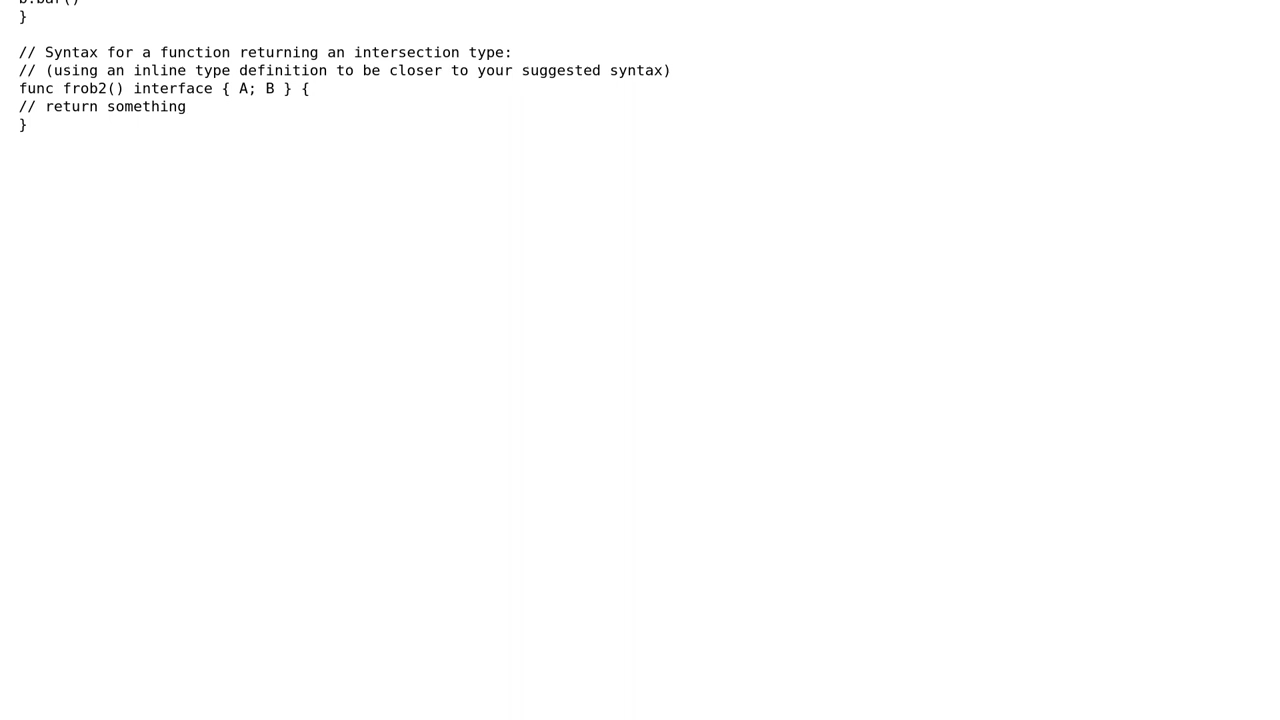 }

// Syntax for a function returning an intersection type:
// (using an inline type definition to be closer to your suggested syntax)
func frob2() interface { A; B } {
// return something
}